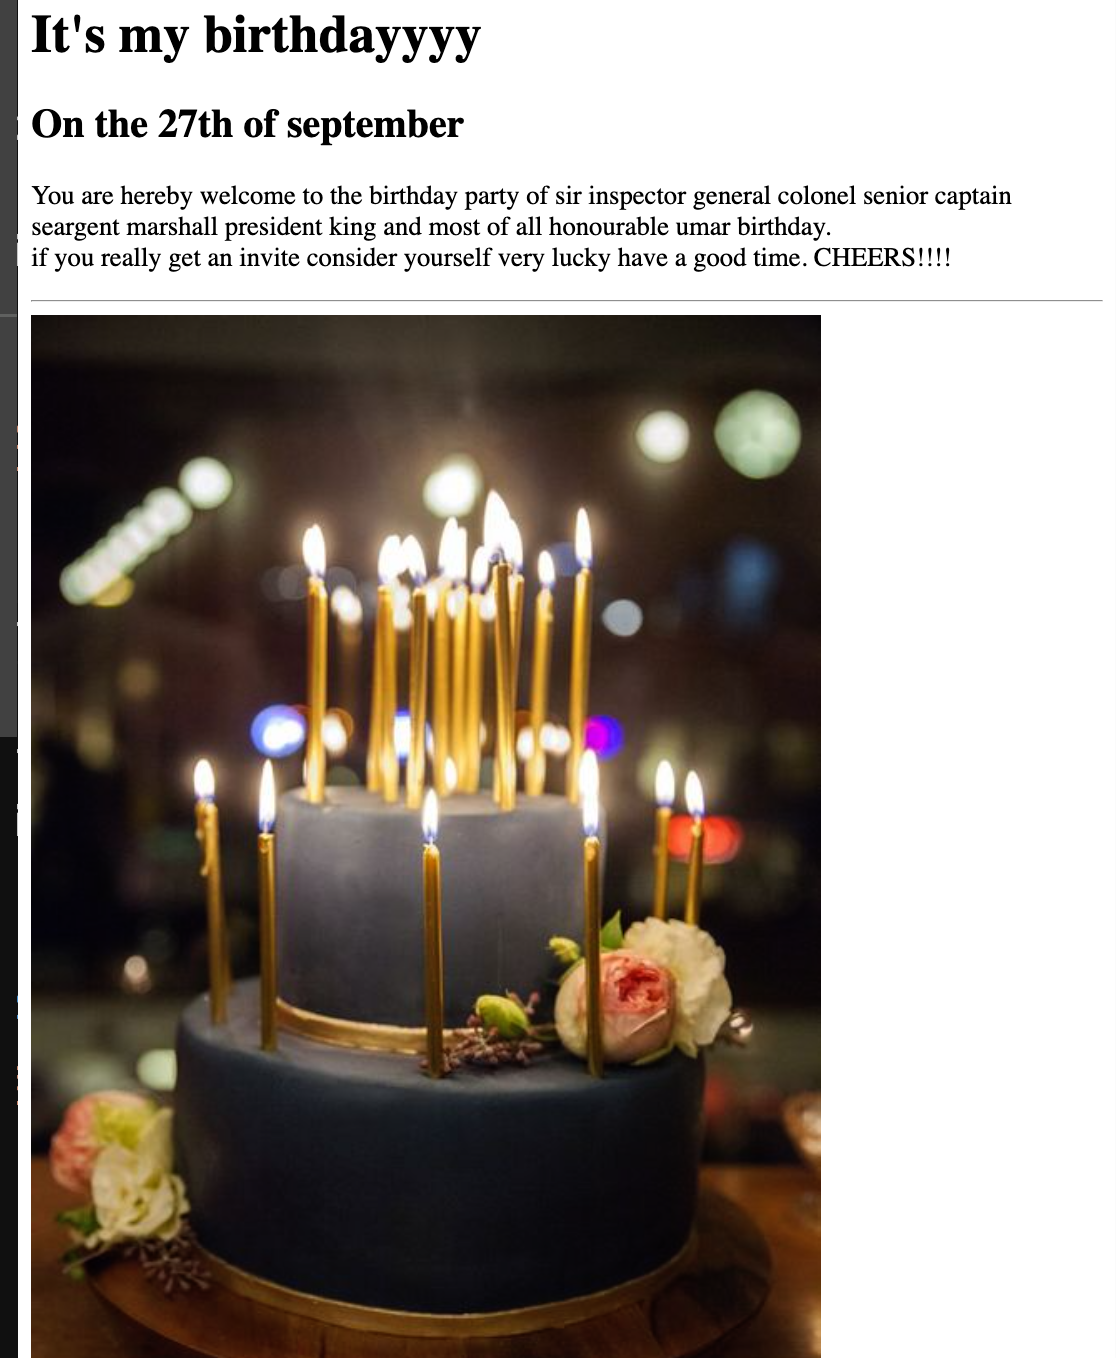 It's my birthdayyyy
On the 27th of september
You are hereby welcome to the birthday party of sir inspector general colonel senior captain
seargent marshall president king and most of all honourable umar birthday.
if you really get an invite consider yourself very lucky have a good time. CHEERS!!!!